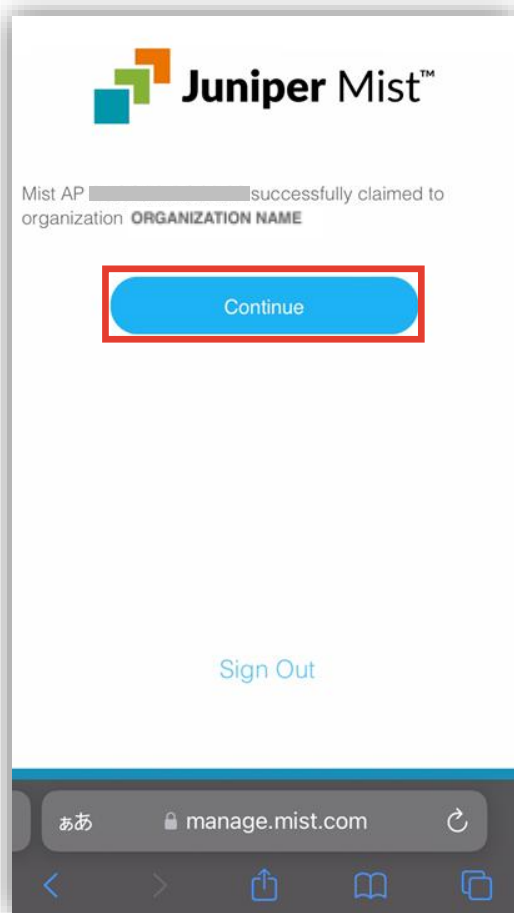 Juniper Mist™
Mist AP successfully claimed to
organization ORGANIZATION NAME
Continue
Sign Out
ぁあ manage.mist.com